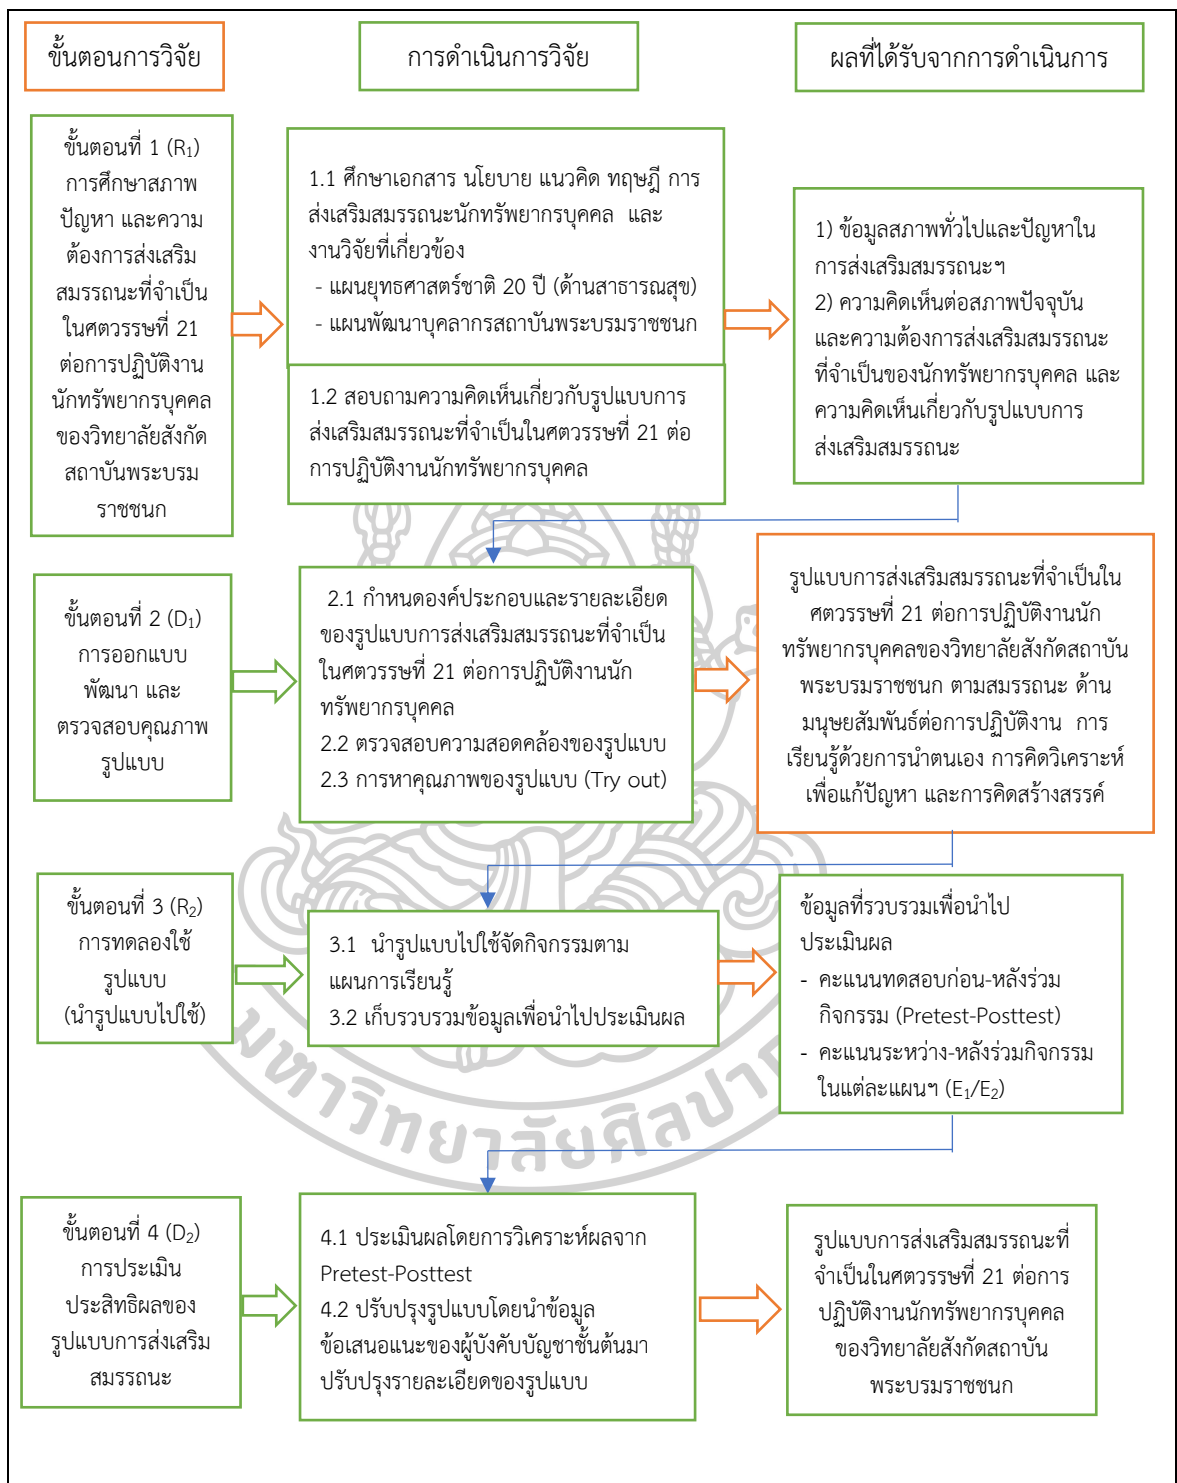 ขั้นตอนการวิจัย
การดำเนินการวิจัย
ผลที่ได้รับจากการดำเนินการ
ขั้นตอนที่ 1 (R₁)
การศึกษาสภาพ
ปัญหา และความ
ต้องการส่งเสริม
สมรรถนะที่จำเป็น
ในศตวรรษที่ 21
ต่อการปฏิบัติงาน
นักทรัพยากรบุคคล
ของวิทยาลัยสังกัด
สถาบันพระบรม
ราชชนก
1.1 ศึกษาเอกสาร นโยบาย แนวคิด ทฤษฎี การ
ส่งเสริมสมรรถนะนักทรัพยากรบุคคล และ
งานวิจัยที่เกี่ยวข้อง
- แผนยุทธศาสตร์ชาติ 20 ปี (ด้านสาธารณสุข)
- แผนพัฒนาบุคลากรสถาบันพระบรมราชชนก
1.2 สอบถามความคิดเห็นเกี่ยวกับรูปแบบการ
ส่งเสริมสมรรถนะที่จำเป็นในศตวรรษที่ 21 ต่อ
การปฏิบัติงานนักทรัพยากรบุคคล
1) ข้อมูลสภาพทั่วไปและปัญหาใน
การส่งเสริมสมรรถนะฯ
2) ความคิดเห็นต่อสภาพปัจจุบัน
และความต้องการส่งเสริมสมรรถนะ
ที่จำเป็นของนักทรัพยากรบุคคล และ
ความคิดเห็นเกี่ยวกับรูปแบบการ
ส่งเสริมสมรรถนะ
ขั้นตอนที่ 2 (D₁)
การออกแบบ
พัฒนา และ
ตรวจสอบคุณภาพ
รูปแบบ
2.1 กำหนดองค์ประกอบและรายละเอียด
ของรูปแบบการส่งเสริมสมรรถนะที่จำเป็น
ในศตวรรษที่ 21 ต่อการปฏิบัติงานนัก
ทรัพยากรบุคคล
2.2 ตรวจสอบความสอดคล้องของรูปแบบ
2.3 การหาคุณภาพของรูปแบบ (Try out)
รูปแบบการส่งเสริมสมรรถนะที่จำเป็นใน
ศตวรรษที่ 21 ต่อการปฏิบัติงานนัก
ทรัพยากรบุคคลของวิทยาลัยสังกัดสถาบัน
พระบรมราชชนก ตามสมรรถนะ ด้าน
มนุษยสัมพันธ์ต่อการปฏิบัติงาน การ
เรียนรู้ด้วยการนำตนเอง การคิดวิเคราะห์
เพื่อแก้ปัญหา และการคิดสร้างสรรค์
ขั้นตอนที่ 3 (R₂)
การทดลองใช้
รูปแบบ
(นำรูปแบบไปใช้)
3.1 นำรูปแบบไปใช้จัดกิจกรรมตาม
แผนการเรียนรู้
3.2 เก็บรวบรวมข้อมูลเพื่อนำไปประเมินผล
ข้อมูลที่รวบรวมเพื่อนำไป
ประเมินผล
- คะแนนทดสอบก่อน-หลังร่วม
กิจกรรม (Pretest-Posttest)
- คะแนนระหว่าง-หลังร่วมกิจกรรม
ในแต่ละแผนฯ (E₁/E₂)
มหาวิทยาลัยศิลปากร
ขั้นตอนที่ 4 (D₂)
การประเมิน
ประสิทธิผลของ
รูปแบบการส่งเสริม
สมรรถนะ
4.1 ประเมินผลโดยการวิเคราะห์ผลจาก
Pretest-Posttest
4.2 ปรับปรุงรูปแบบโดยนำข้อมูล
ข้อเสนอแนะของผู้บังคับบัญชาชั้นต้นมา
ปรับปรุงรายละเอียดของรูปแบบ
รูปแบบการส่งเสริมสมรรถนะที่
จำเป็นในศตวรรษที่ 21 ต่อการ
ปฏิบัติงานนักทรัพยากรบุคคล
ของวิทยาลัยสังกัดสถาบัน
พระบรมราชชนก